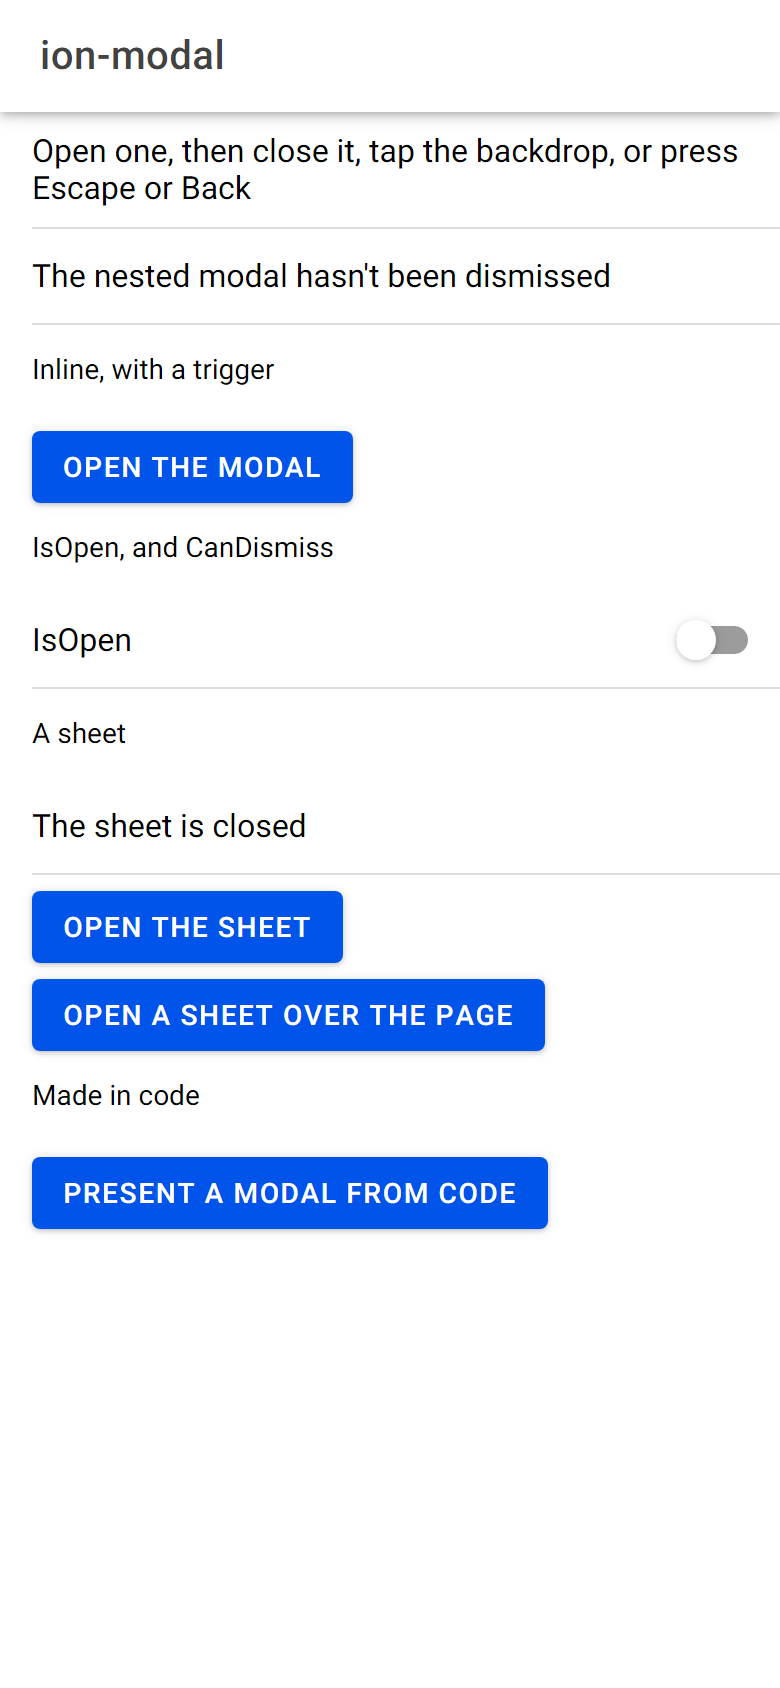 ion-modal
Open one, then close it, tap the backdrop, or press
Escape or Back
The nested modal hasn't been dismissed
Inline, with a trigger
OPEN THE MODAL
IsOpen, and CanDismiss
IsOpen
A sheet
The sheet is closed
OPEN THE SHEET
OPEN A SHEET OVER THE PAGE
Made in code
PRESENT A MODAL FROM CODE